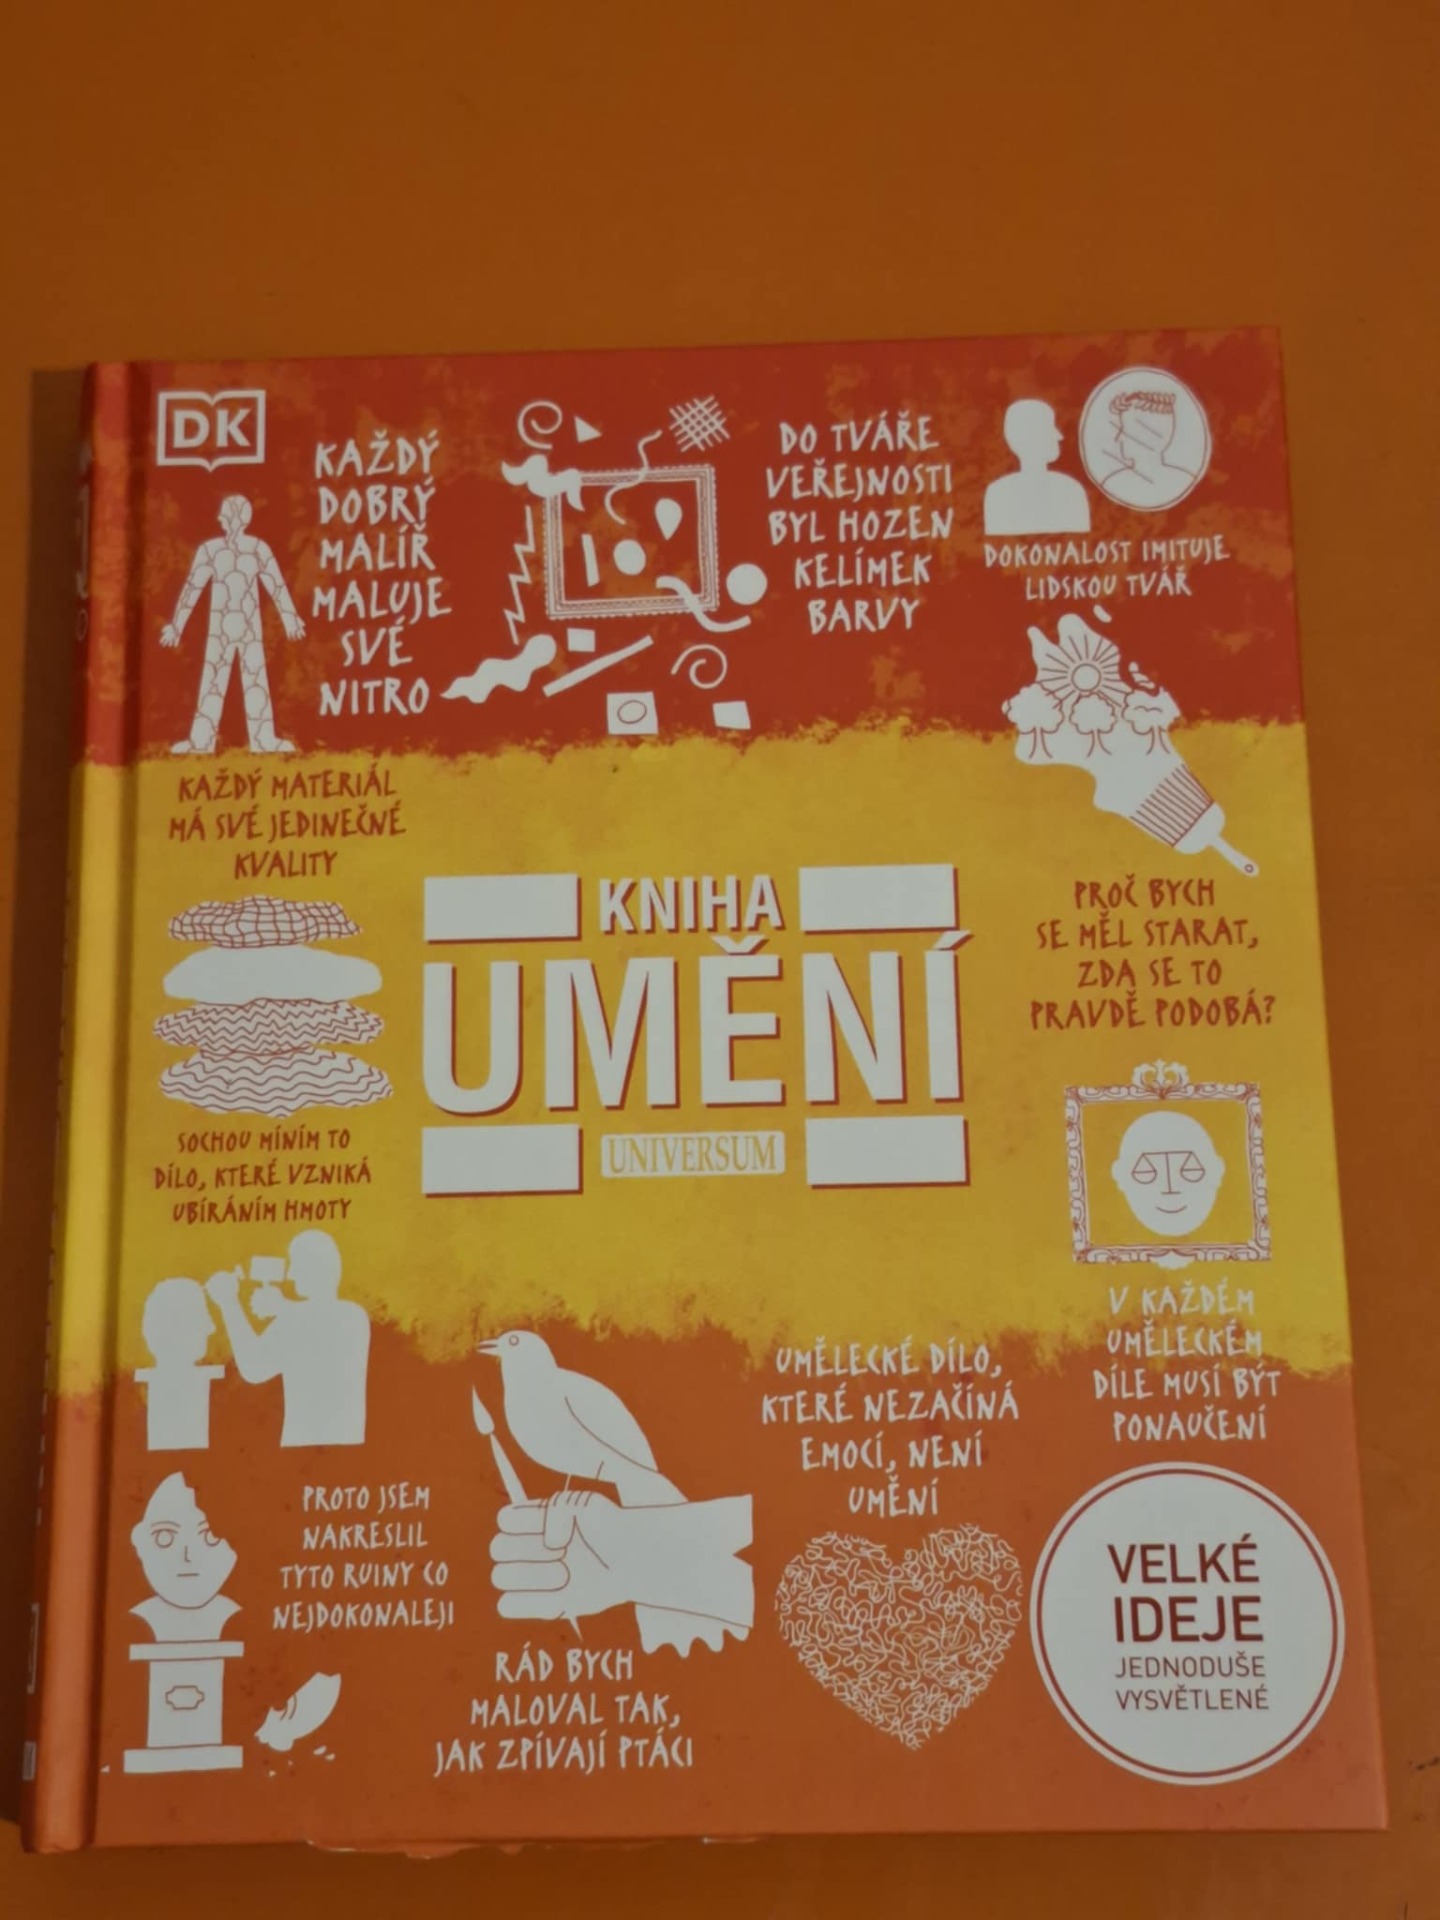 DK
KAŽDÝ
DOBRÝ
MALÍŘ
MALUJE
SVÉ
NITRO
DO TVÁŘE
VEŘEJNOSTI
BYL HOZEN
KELÍMEK
BARVY
DOKONALOST IMITUJE
LIDSKOU TVÁŘ
KAŽDÝ MATERIÁL
MÁ SVÉ JEDINEČNÉ
KVALITY
KNIHA
UMĚNÍ
UNIVERSUM
PROČ BYCH
SE MĚL STARAT,
ZDA SE TO
PRAVDĚ PODOBÁ?
SOCHOU MÍNÍM TO
DÍLO, KTERÉ VZNIKÁ
UBÍRÁNÍM HMOTY
V KAŽDÉM
UMĚLECKÉM
DÍLE MUSÍ BÝT
PONAUČENÍ
UMĚLECKÉ DÍLO,
KTERÉ NEZAČÍNÁ
EMOCÍ, NENÍ
UMĚNÍ
PROTO JSEM
NAKRESLIL
TYTO RUINY CO
NEJDOKONALEJI
RÁD BYCH
MALOVAL TAK,
JAK ZPÍVAJÍ PTÁCI
VELKÉ
IDEJE
JEDNODUŠE
VYSVĚTLENÉ